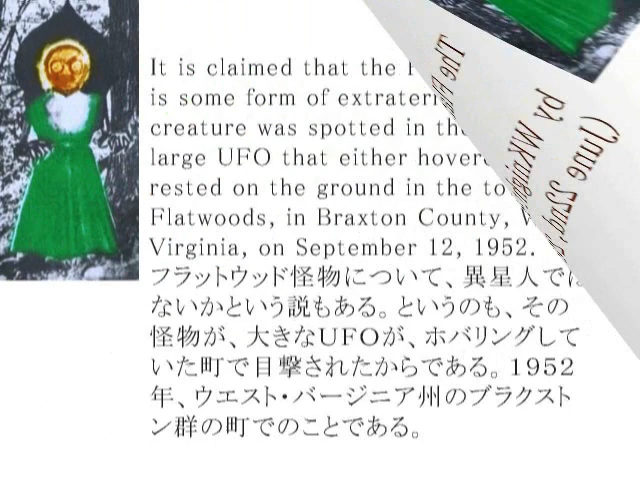 It is claimed that the
is some form of
creature was spotted in
large UFO that either
rested on the ground in the
Flatwoods, in Braxton County,
Virginia, on September 12, 1952.
フラットウッド怪物について、異星人では
ないかという説もある。というのも、その
怪物が、大きなUFOが、ホバリングして
いた町で目撃されたからである。1952
年、ウエスト・バージニア州のブラクスト
ン群の町でのことである。
by
(June